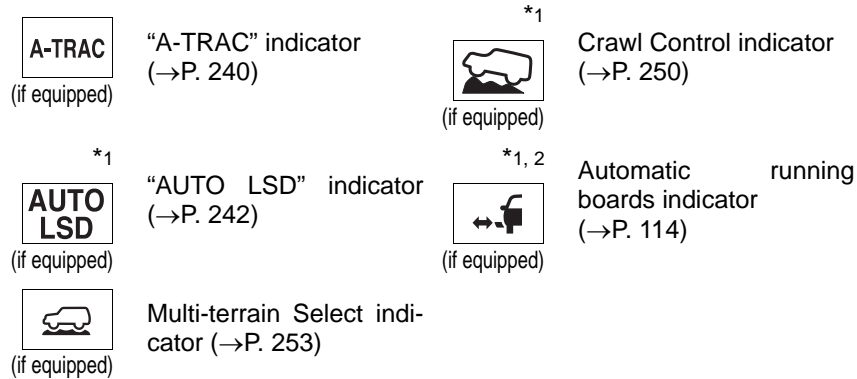 A-TRAC
(if equipped)
“A-TRAC” indicator
(→P. 240)
*1
AUTO
LSD
(if equipped)
“AUTO LSD” indicator
(→P. 242)
(if equipped)
Multi-terrain Select indi-
cator (→P. 253)
*1
(if equipped)
Crawl Control indicator
(→P. 250)
*1, 2
(if equipped)
Automatic running
boards indicator
(→P. 114)